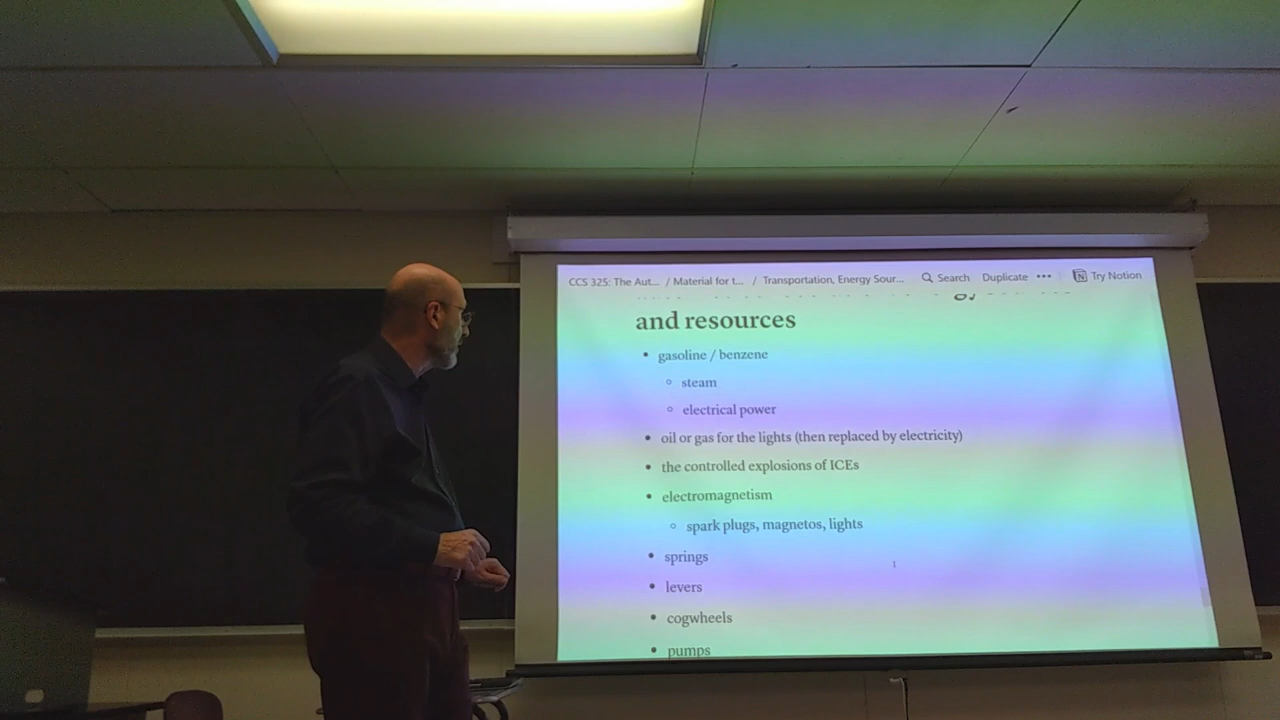 CCS 325: The Aut... / Material for t... / Transportation, Energy Sour... Search Duplicate ••• Try Notion
and resources
• gasoline / benzene
◦ steam
◦ electrical power
• oil or gas for the lights (then replaced by electricity)
• the controlled explosions of ICEs
• electromagnetism
◦ spark plugs, magnetos, lights
• springs
• levers
• cogwheels
• pumps